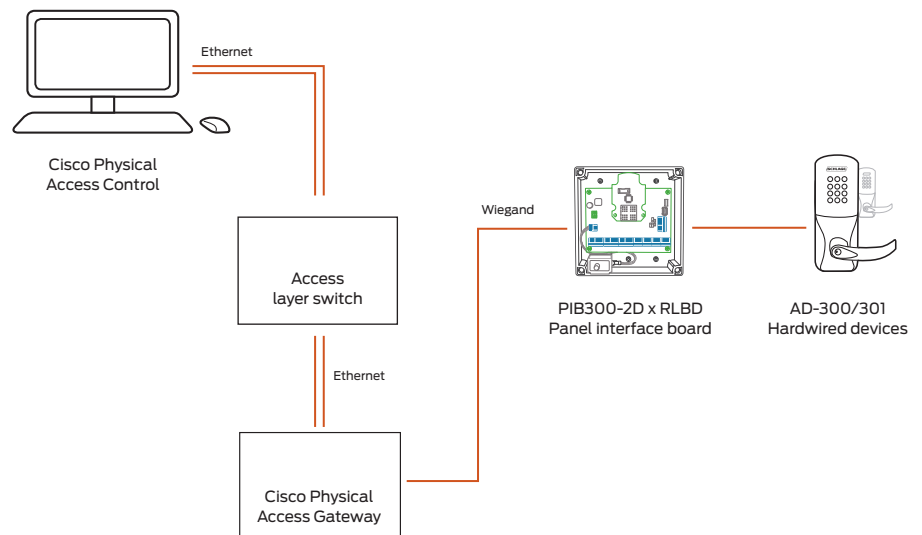 Ethernet
Cisco Physical
Access Control
Wiegand
SCHLAGE
Access
layer switch
PIB300-2D x RLBD
Panel interface board
AD-300/301
Hardwired devices
Ethernet
Cisco Physical
Access Gateway